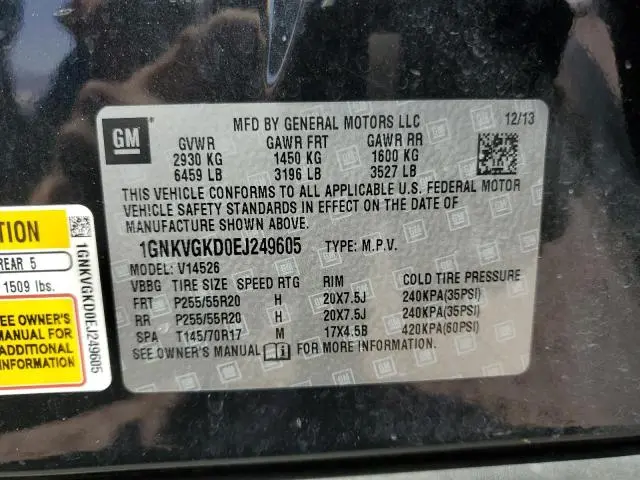 GM
MFD BY GENERAL MOTORS LLC 12/13
GVWR GAWR FRT GAWR RR
2930 KG 1450 KG 1600 KG
6459 LB 3196 LB 3527 LB
THIS VEHICLE CONFORMS TO ALL APPLICABLE U.S. FEDERAL MOTOR
VEHICLE SAFETY STANDARDS IN EFFECT ON THE DATE OF
MANUFACTURE SHOWN ABOVE.
1GNKVGKD0EJ249605 TYPE: M.P.V.
MODEL: V14526
VBBG TIRE SIZE SPEED RTG RIM COLD TIRE PRESSURE
FRT P255/55R20 H 20X7.5J 240KPA(35PSI)
RR P255/55R20 H 20X7.5J 240KPA(35PSI)
SPA T145/70R17 M 17X4.5B 420KPA(60PSI)
SEE OWNER'S MANUAL i FOR MORE INFORMATION.
ATION
REAR 5
1509 lbs.
EE OWNER'S
MANUAL FOR
ADDITIONAL
FORMATION
1GNKVGKD0EJ249605